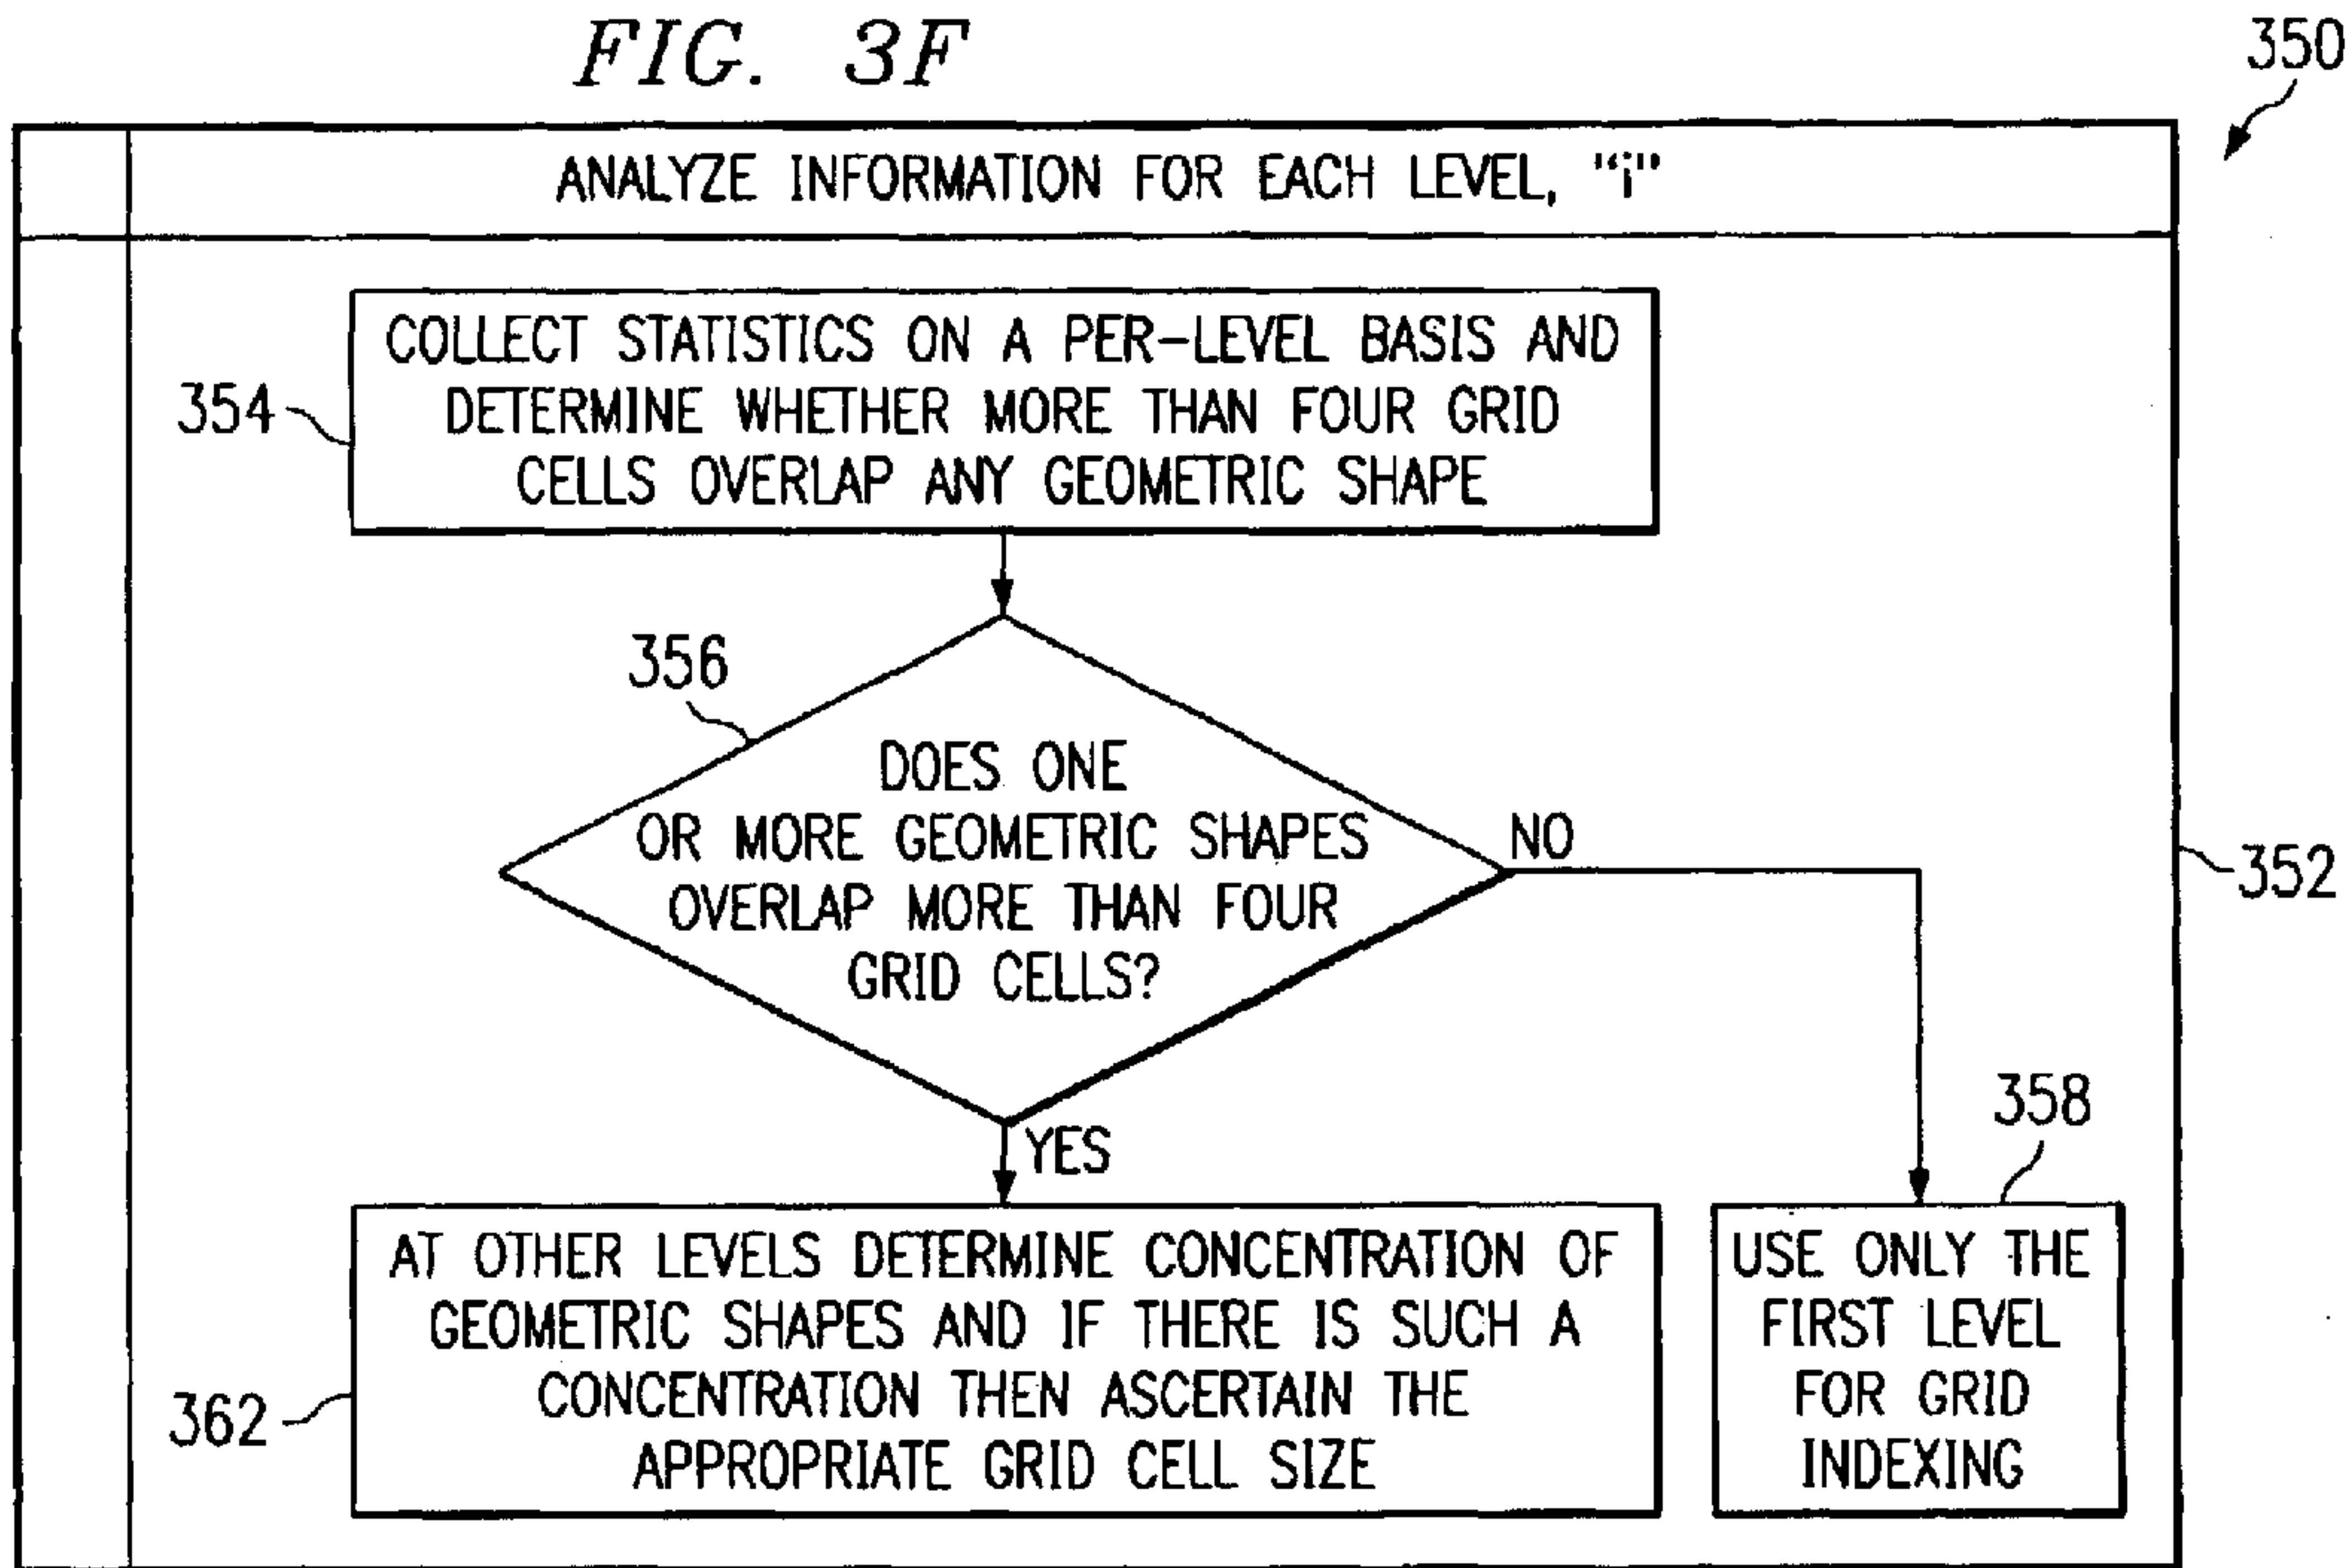 FIG. 3F
350
ANALYZE INFORMATION FOR EACH LEVEL, "i"
COLLECT STATISTICS ON A PER-LEVEL BASIS AND
DETERMINE WHETHER MORE THAN FOUR GRID
CELLS OVERLAP ANY GEOMETRIC SHAPE
354
356
DOES ONE
OR MORE GEOMETRIC SHAPES
OVERLAP MORE THAN FOUR
GRID CELLS?
NO
352
YES
358
AT OTHER LEVELS DETERMINE CONCENTRATION OF
GEOMETRIC SHAPES AND IF THERE IS SUCH A
CONCENTRATION THEN ASCERTAIN THE
APPROPRIATE GRID CELL SIZE
362
USE ONLY THE
FIRST LEVEL
FOR GRID
INDEXING